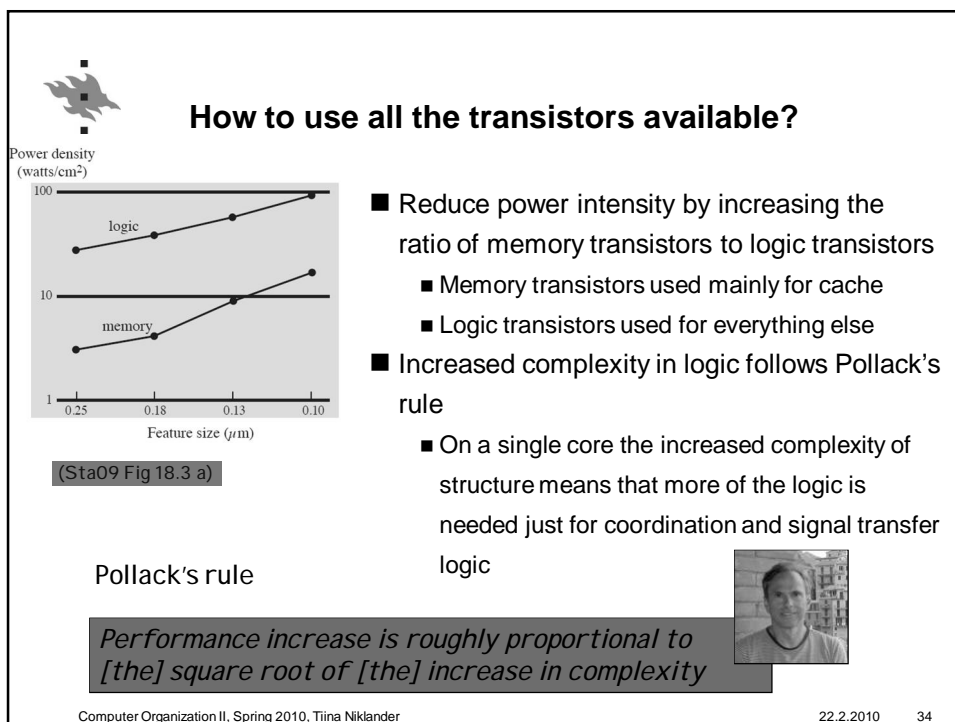 How to use all the transistors available?
Power density
(watts/cm²)
100
logic
10
memory
1
0.25 0.18 0.13 0.10
Feature size (μm)
(Sta09 Fig 18.3 a)
■ Reduce power intensity by increasing the
ratio of memory transistors to logic transistors
■ Memory transistors used mainly for cache
■ Logic transistors used for everything else
■ Increased complexity in logic follows Pollack's
rule
■ On a single core the increased complexity of
structure means that more of the logic is
needed just for coordination and signal transfer
logic
Pollack's rule
Performance increase is roughly proportional to
[the] square root of [the] increase in complexity
Computer Organization II, Spring 2010, Tiina Niklander 22.2.2010 34